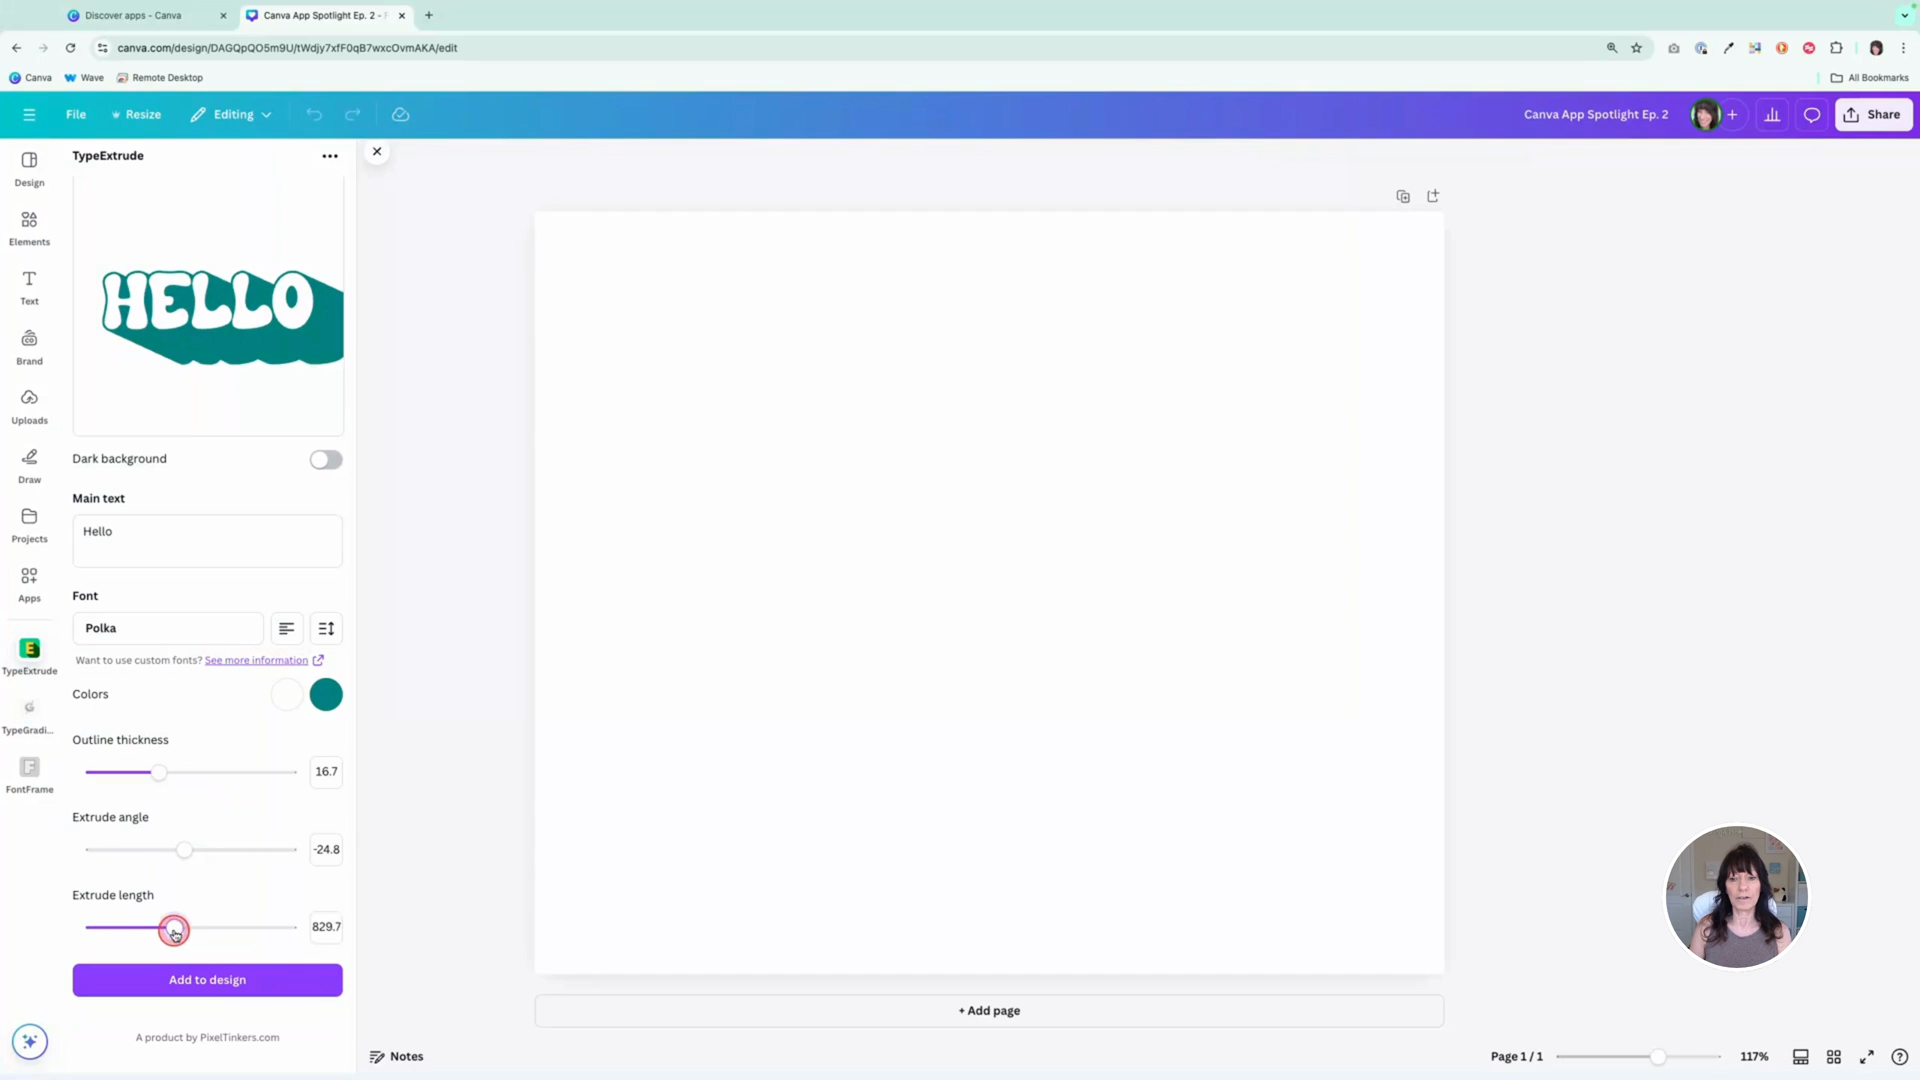 Discover apps - Canva
Canva App Spotlight Ep. 2 -
canva.com/design/DAGQpQO5m9U/tWdjy7xfF0qB7wxcOvmAKA/edit
Canva
Wave
Remote Desktop
All Bookmarks
File
Resize
Editing
Canva App Spotlight Ep. 2
Share
Design
Elements
Text
Brand
Uploads
Draw
Projects
Apps
TypeExtrude
TypeGradi...
FontFrame
TypeExtrude
HELLO
Dark background
Main text
Hello
Font
Polka
Want to use custom fonts? See more information
Colors
Outline thickness
16.7
Extrude angle
-24.8
Extrude length
829.7
Add to design
A product by PixelTinkers.com
+ Add page
Notes
Page 1 / 1
117%